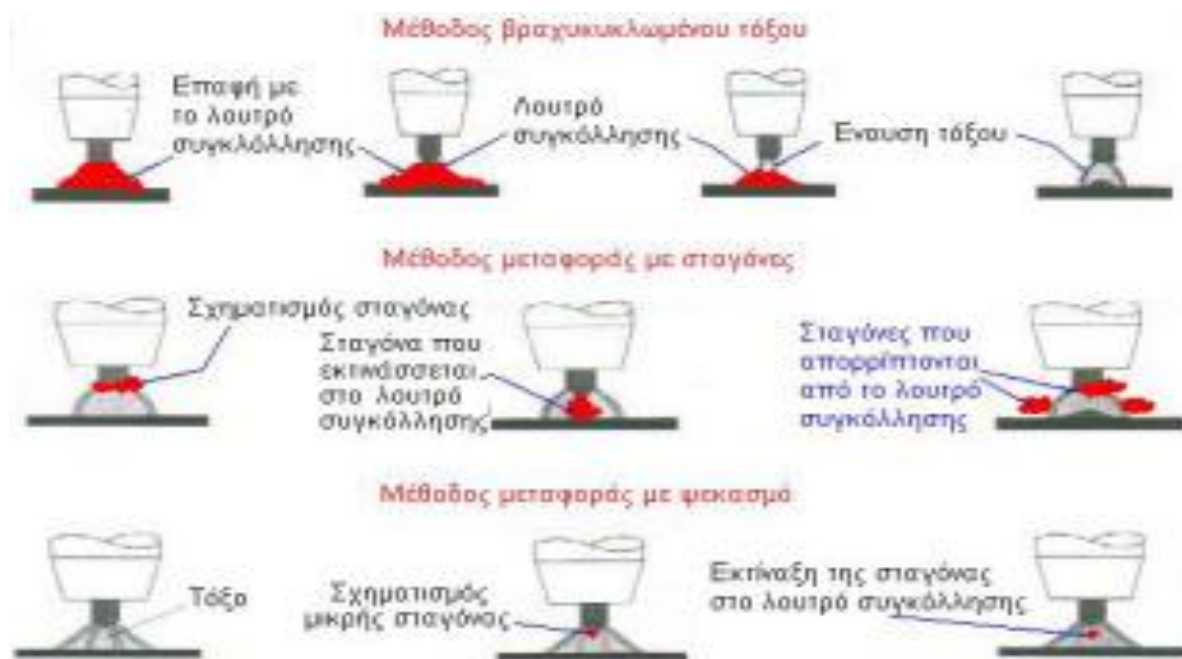 Μέθοδος βραχυκυκλωμένου τόξου
Επαφή με
το λουτρό
συγκλόλλησης
Λουτρό
συγκόλλησης
Εναυση τόξου
Μέθοδος μεταφοράς με σταγόνες
Σχηματισμός σταγόνας
Σταγόνα που
εκτινάσσεται
στο λουτρό
συγκόλλησης
Σταγόνες που
απορρίπτονται
από το λουτρό
συγκόλλησης
Μέθοδος μεταφοράς με ψεκασμό
Τόξο
Σχηματισμός
μικρής σταγόνας
Εκτίναξη της σταγόνας
στο λουτρό συγκόλλησης